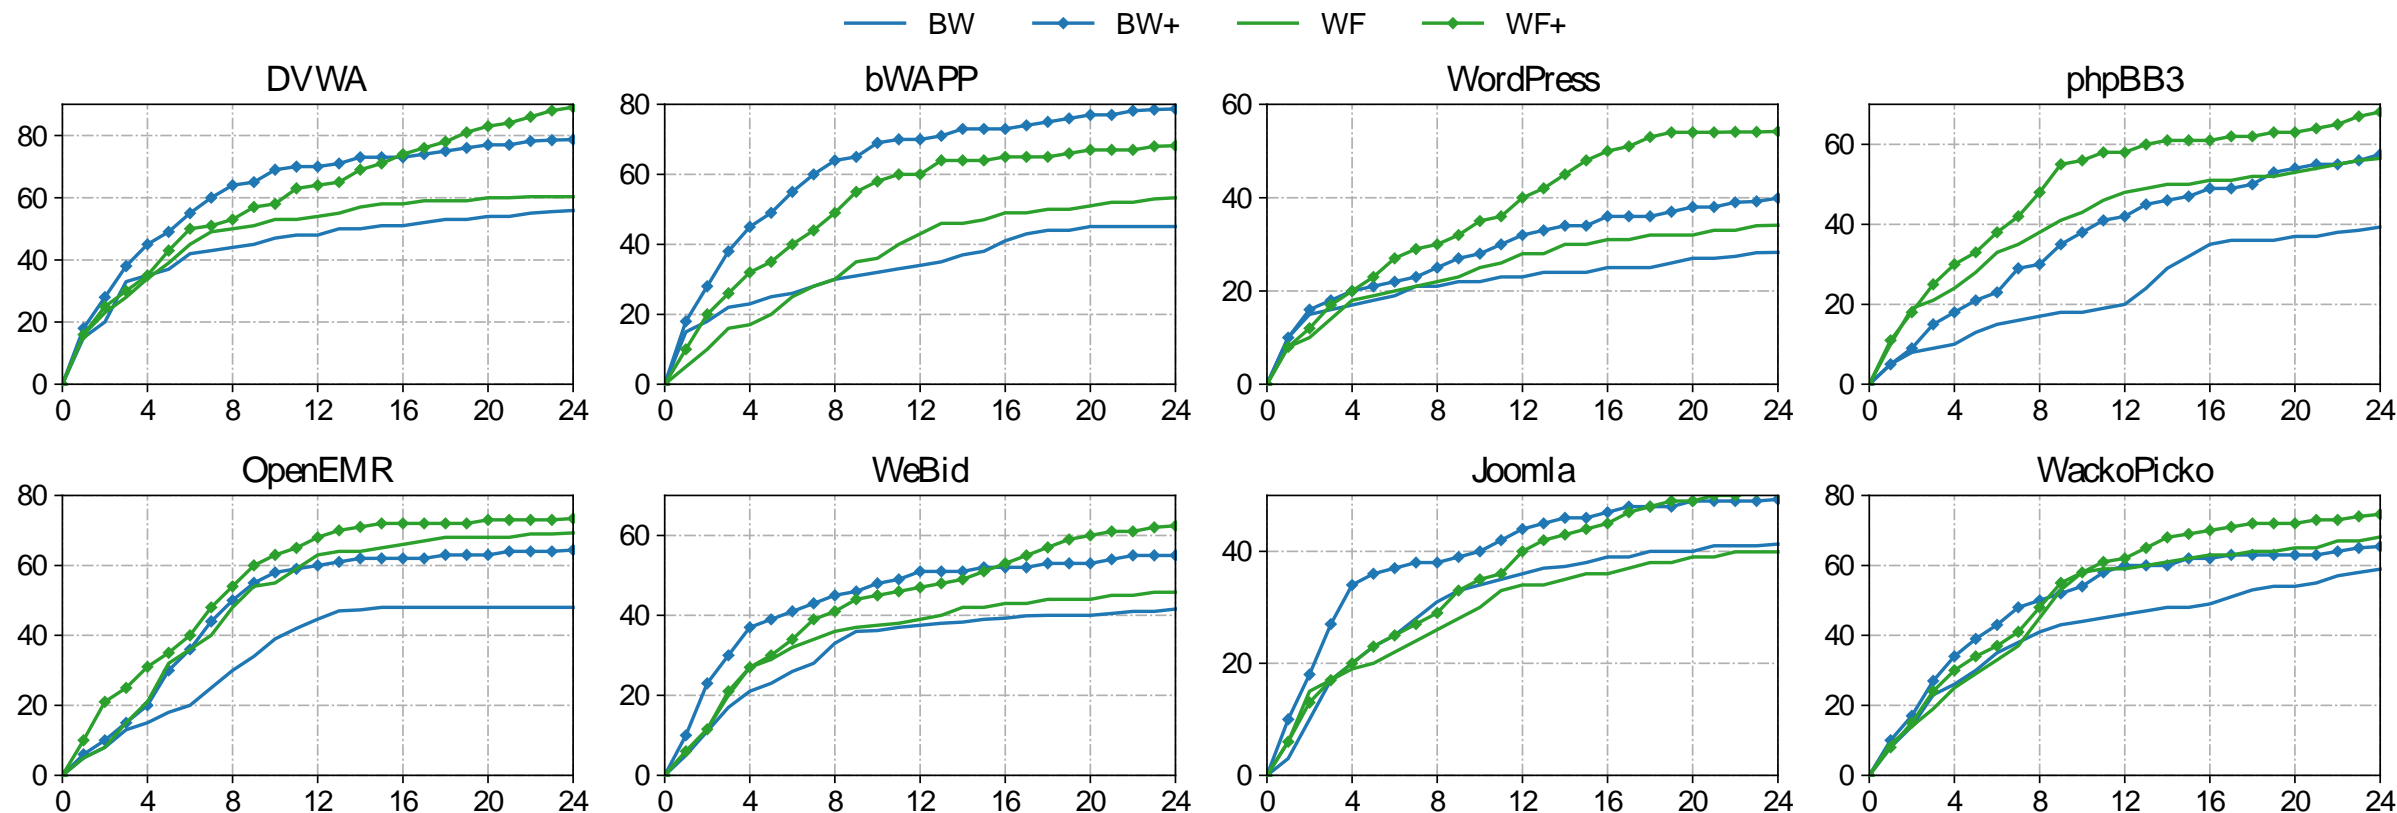 BW BW+ WF WF+
DVWA bWAPP WordPress phpBB3
80 80 60 60
60 60 40 40
40 40 20 20
20 20 0 0
0 0
0 4 8 12 16 20 24 0 4 8 12 16 20 24 0 4 8 12 16 20 24 0 4 8 12 16 20 24
OpenEMR WeBid Joomla WackoPicko
80 60 40 80
60 40 20 60
40 20 0 40
20 0 20
0 0
0 4 8 12 16 20 24 0 4 8 12 16 20 24 0 4 8 12 16 20 24 0 4 8 12 16 20 24